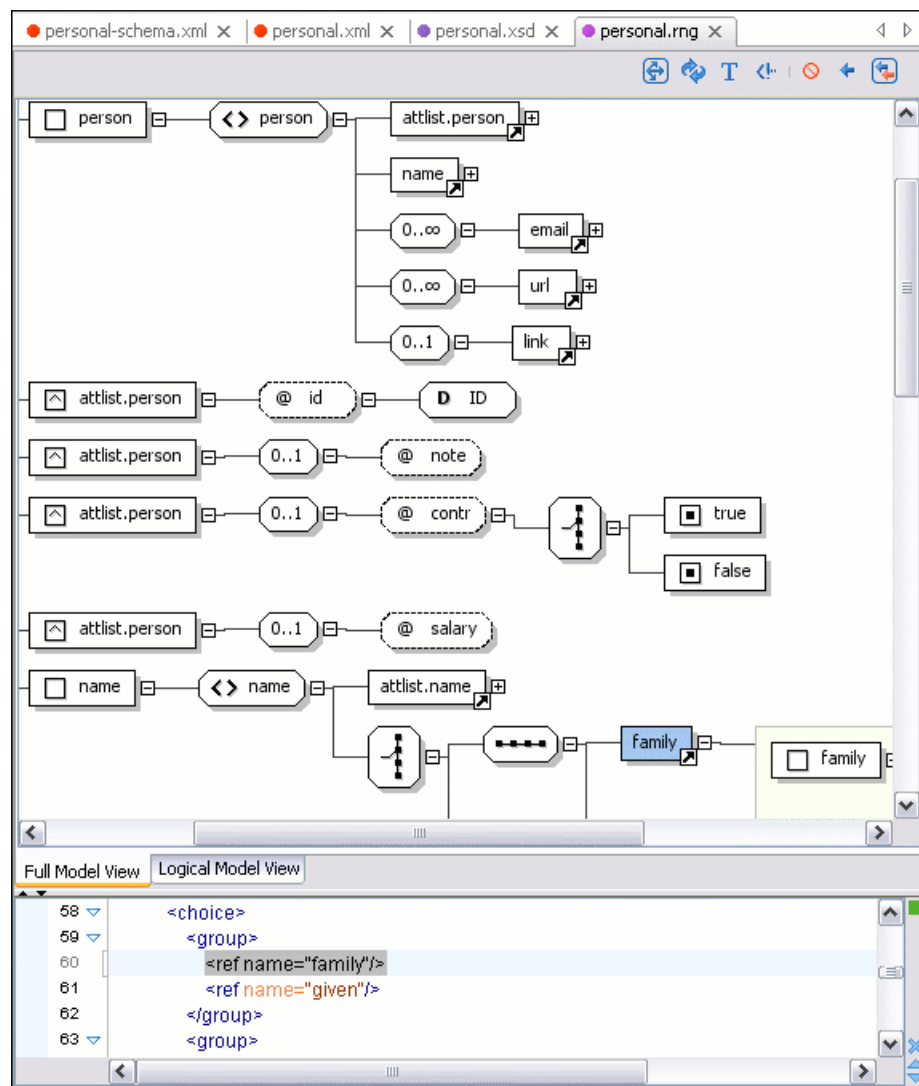 personal-schema.xml personal.xml personal.xsd personal.rng
T
person <> person attlist.person
name
0..∞ email
0..∞ url
0..1 link
attlist.person @ id D ID
attlist.person 0..1 @ note
attlist.person 0..1 @ contr true
false
attlist.person 0..1 @ salary
name <> name attlist.name
family family
Full Model View Logical Model View
58 <choice>
59 <group>
60 <ref name="family"/>
61 <ref name="given"/>
62 </group>
63 <group>